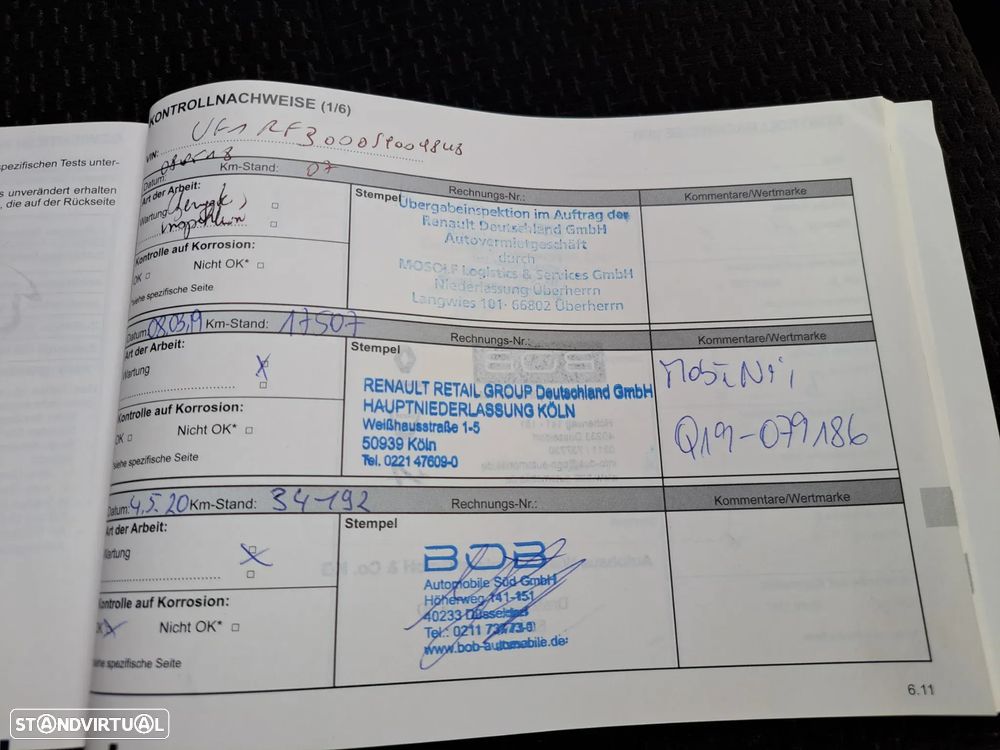 pezifischen Tests unter-
s unverändert erhalten
, die auf der Rückseite
KONTROLLNACHWEISE (1/6)
VIN:
Datum: Km-Stand: 07 Rechnungs-Nr.: Kommentare/Wertmarke
Art der Arbeit:
Wartung
Stempel
Übergabeinspektion im Auftrag der
Renault Deutschland GmbH
Autovermietgeschäft
durch
MOSOLF Logistics & Services GmbH
Niederlassung Überherrn
Langwies 101· 66802 Überherrn
Kontrolle auf Korrosion:
OK Nicht OK*
*siehe spezifische Seite
Datum: 08.05.19 Km-Stand: 17507 Rechnungs-Nr.: Kommentare/Wertmarke
Art der Arbeit:
Wartung X
Stempel
RENAULT RETAIL GROUP Deutschland GmbH
HAUPTNIEDERLASSUNG KÖLN
Weißhausstraße 1-5
50939 Köln
Tel. 0221 47609-0
Q19-079186
Kontrolle auf Korrosion:
OK Nicht OK*
*siehe spezifische Seite
Datum: 4.5.20 Km-Stand: 34-192 Rechnungs-Nr.: Kommentare/Wertmarke
Art der Arbeit:
Wartung X
Stempel
BOB
Automobile Süd GmbH
Höherweg 141-151
40233 Düsseldorf
Tel.: 0211 73773-0
www.bob-automobile.de
Kontrolle auf Korrosion:
OK X Nicht OK*
*siehe spezifische Seite
6.11
STANDVIRTUAL